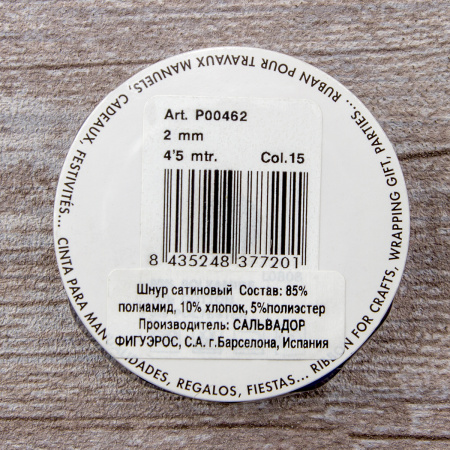 RUBAN POUR TRAVAUX MANUELS, CADEAUX, FESTIVITÉS....
CINTA PARA MAN DADES, REGALOS, FIESTAS...
FOR CRAFTS, WRAPPING GIFT, PARTIES...
Art. P00462
2 mm
4'5 mtr. Col.15
8 435248 377201
Шнур сатиновый Состав: 85%
полиамид, 10% хлопок, 5%полиэстер
Производитель: САЛЬВАДОР
ФИГУЭРОС, С.А. г.Барселона, Испания